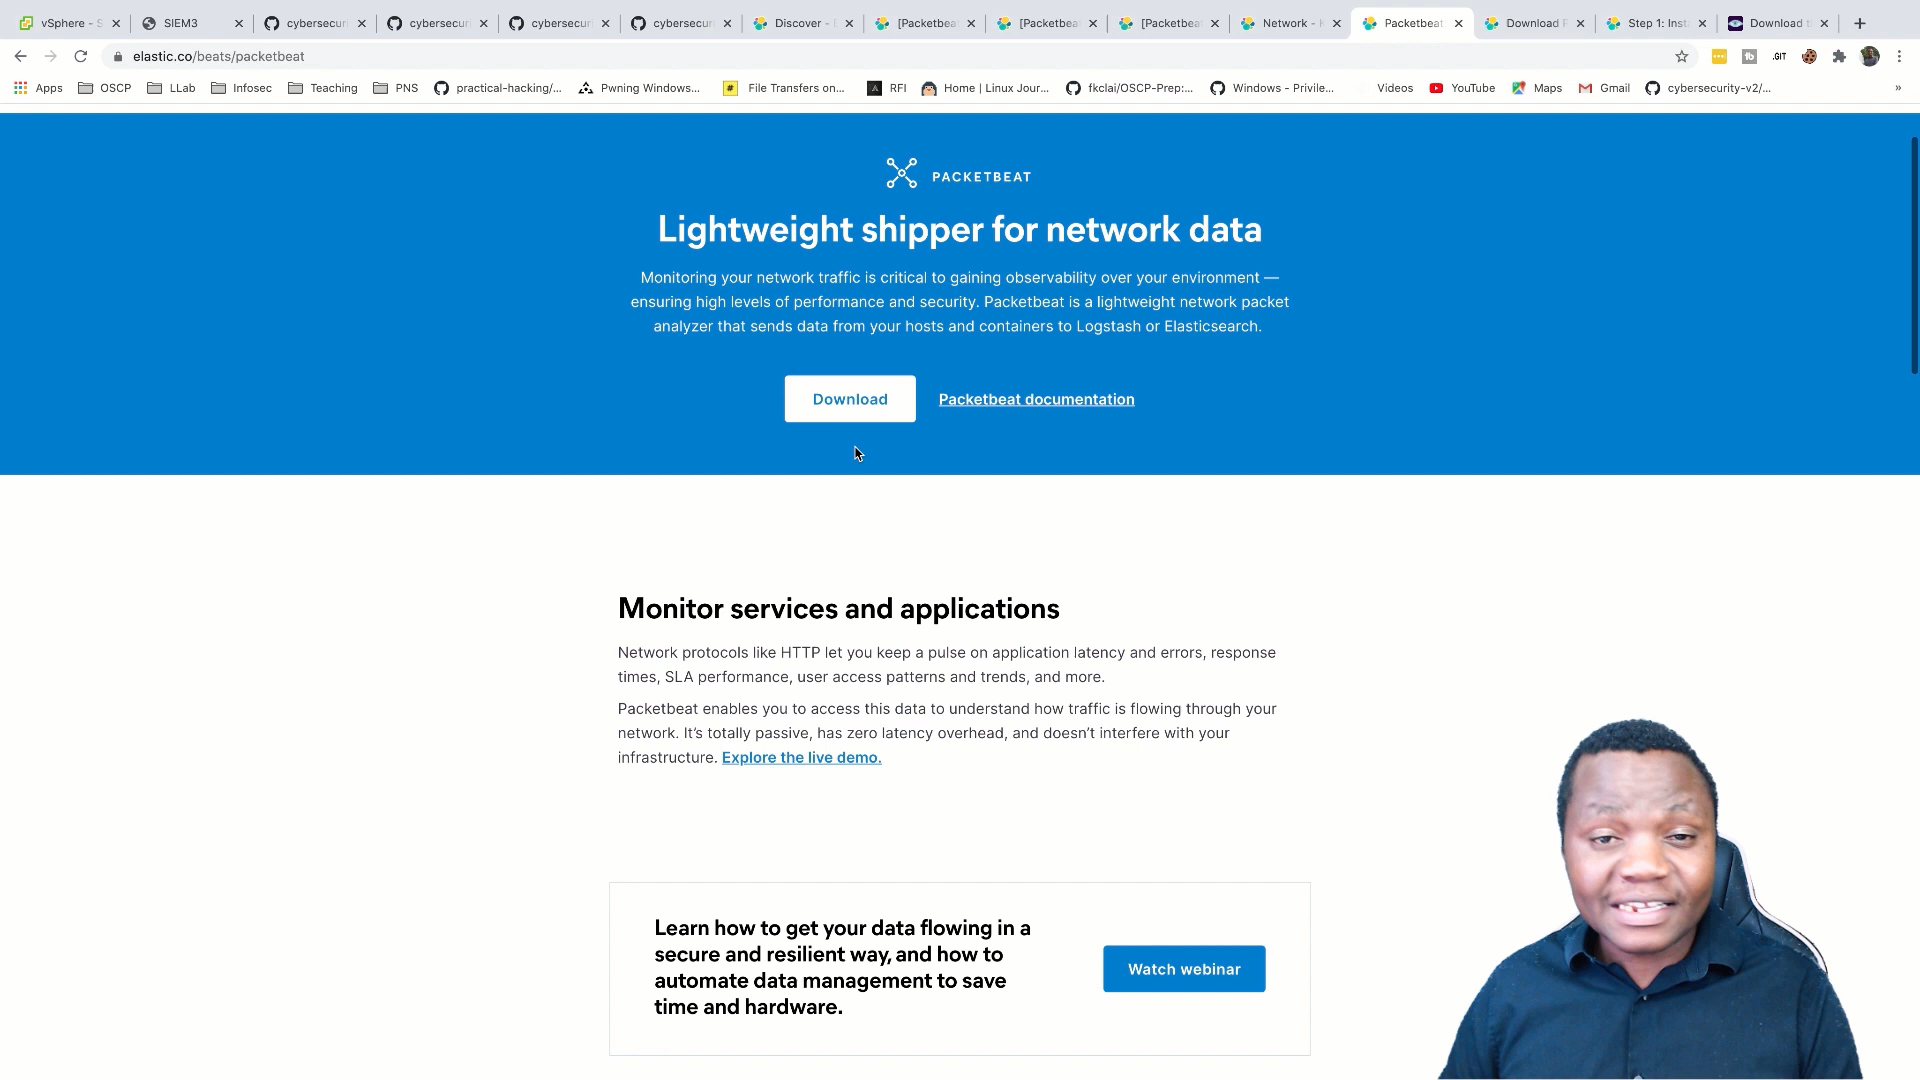 vSphere - S
SIEM3
cybersecuri
cybersecuri
cybersecuri
cybersecuri
Discover - E
[Packetbea
[Packetbea
[Packetbea
Network - K
Packetbeat
Download P
Step 1: Inst
Download t
elastic.co/beats/packetbeat
Apps
OSCP
LLab
Infosec
Teaching
PNS
practical-hacking/...
Pwning Windows...
File Transfers on...
RFI
Home | Linux Jour...
fkclai/OSCP-Prep:...
Windows - Privile...
Videos
YouTube
Maps
Gmail
cybersecurity-v2/...
»
PACKETBEAT
Lightweight shipper for network data
Monitoring your network traffic is critical to gaining observability over your environment —
ensuring high levels of performance and security. Packetbeat is a lightweight network packet
analyzer that sends data from your hosts and containers to Logstash or Elasticsearch.
Download
Packetbeat documentation
Monitor services and applications
Network protocols like HTTP let you keep a pulse on application latency and errors, response
times, SLA performance, user access patterns and trends, and more.
Packetbeat enables you to access this data to understand how traffic is flowing through your
network. It’s totally passive, has zero latency overhead, and doesn’t interfere with your
infrastructure. Explore the live demo.
Learn how to get your data flowing in a
secure and resilient way, and how to
automate data management to save
time and hardware.
Watch webinar